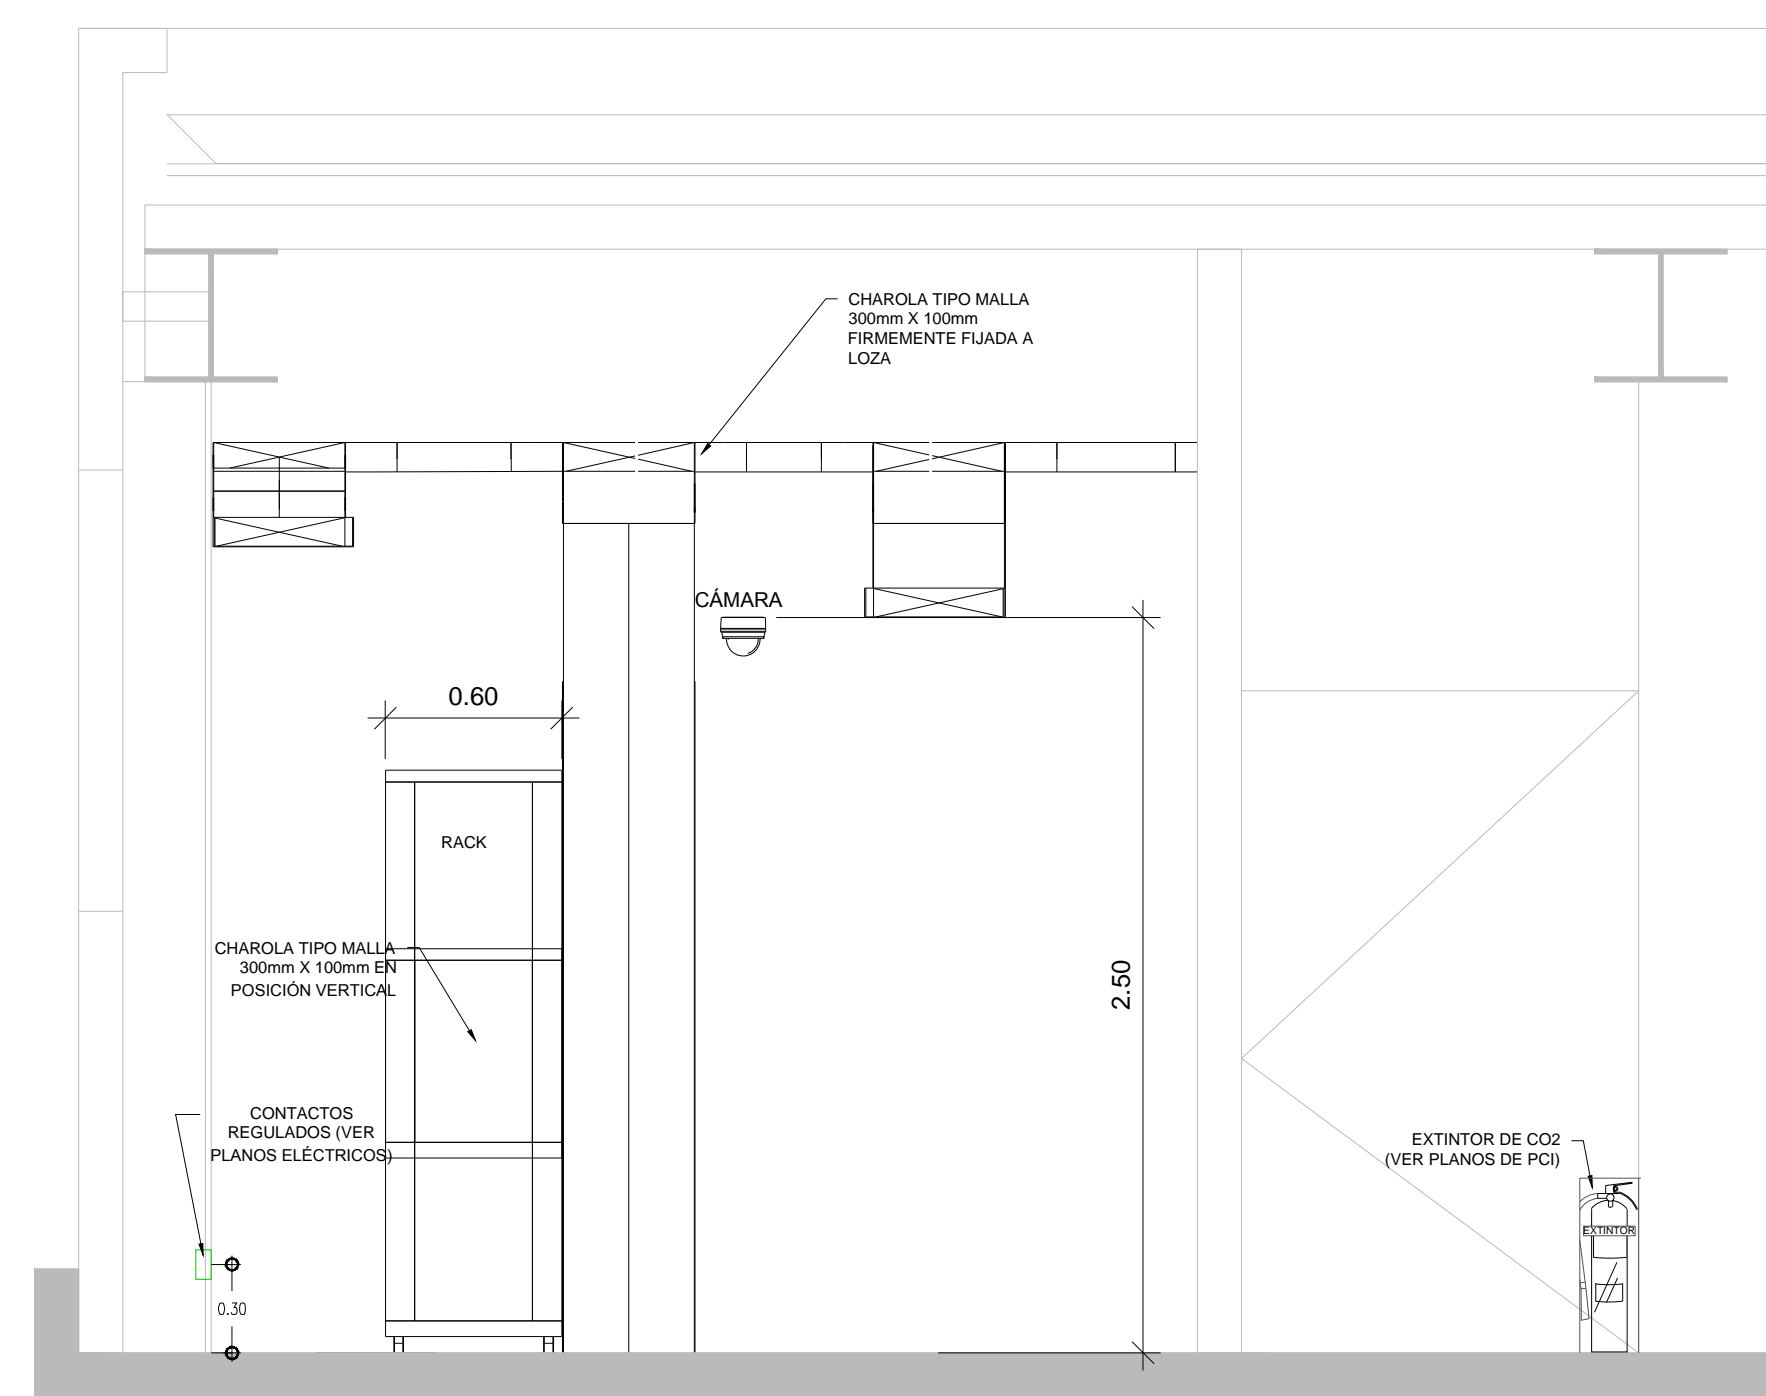 CHAROLA TIPO MALLA
300mm X 100mm
FIRMEMENTE FIJADA A
LOZA
CÁMARA
0.60
RACK
CHAROLA TIPO MALLA
300mm X 100mm EN
POSICIÓN VERTICAL
2.50
CONTACTOS
REGULADOS (VER
PLANOS ELÉCTRICOS)
EXTINTOR DE CO2
(VER PLANOS DE PCI)
EXTINTOR
0.30